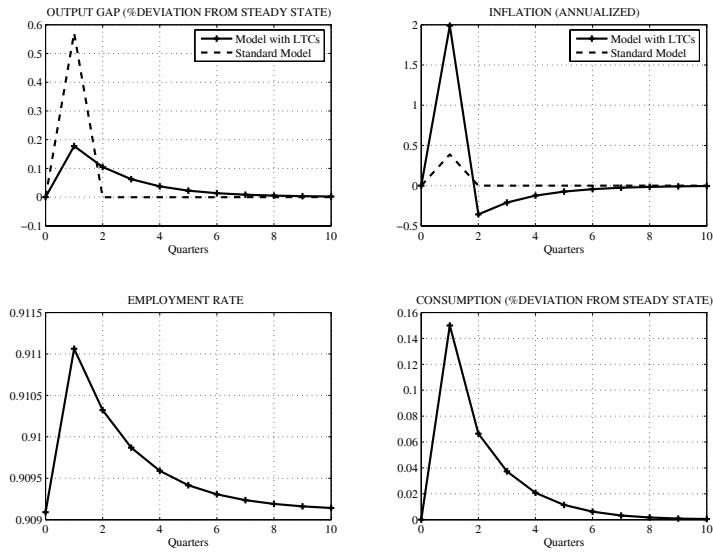 OUTPUT GAP (%DEVIATION FROM STEADY STATE)
0.6
0.5
0.4
0.3
0.2
0.1
0
−0.1
0 2 4 6 8 10
Quarters
Model with LTCs
Standard Model
INFLATION (ANNUALIZED)
2
1.5
1
0.5
0
−0.5
0 2 4 6 8 10
Quarters
Model with LTCs
Standard Model
EMPLOYMENT RATE
0.9115
0.911
0.9105
0.91
0.9095
0.909
0 2 4 6 8 10
Quarters
CONSUMPTION (%DEVIATION FROM STEADY STATE)
0.16
0.14
0.12
0.1
0.08
0.06
0.04
0.02
0
0 2 4 6 8 10
Quarters